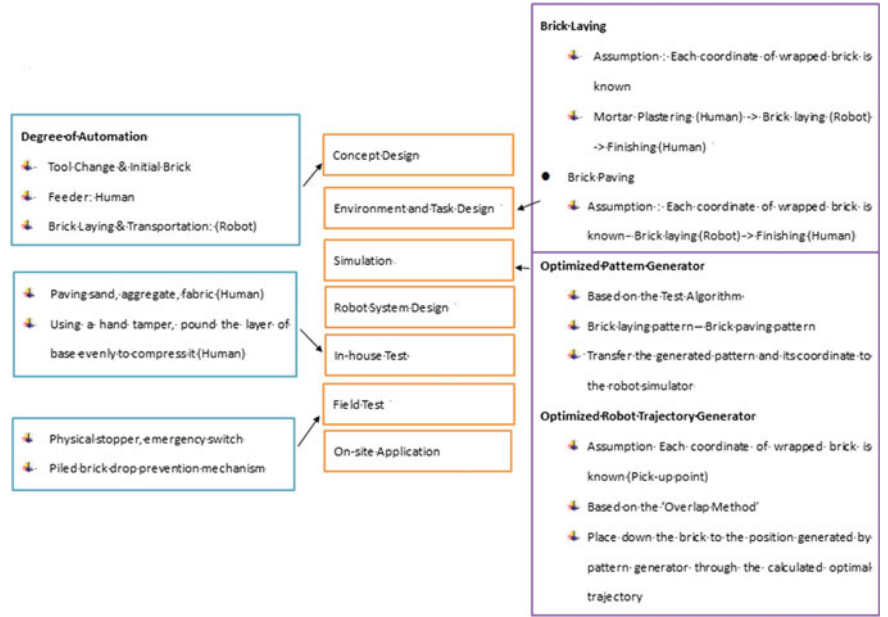 Degree of Automation
Tool Change & Initial Brick
Feeder: Human
Brick Laying & Transportation: (Robot)
Paving sand, aggregate, fabric (Human)
Using a hand tamper, pound the layer of
base evenly to compress it (Human)
Physical stopper, emergency switch
Piled brick drop prevention mechanism
Concept Design
Environment and Task Design
Simulation
Robot System Design
In-house Test
Field Test
On-site Application
Brick Laying
Assumption : Each coordinate of wrapped brick is
known
Mortar Plastering (Human) -> Brick laying (Robot)
-> Finishing (Human)
Brick Paving
Assumption : Each coordinate of wrapped brick is
known – Brick laying (Robot) -> Finishing (Human)
Optimized Pattern Generator
Based on the Test Algorithm
Brick laying pattern – Brick paving pattern
Transfer the generated pattern and its coordinate to
the robot simulator
Optimized Robot Trajectory Generator
Assumption Each coordinate of wrapped brick is
known (Pick-up point)
Based on the 'Overlap Method'
Place down the brick to the position generated by
pattern generator through the calculated optimal
trajectory